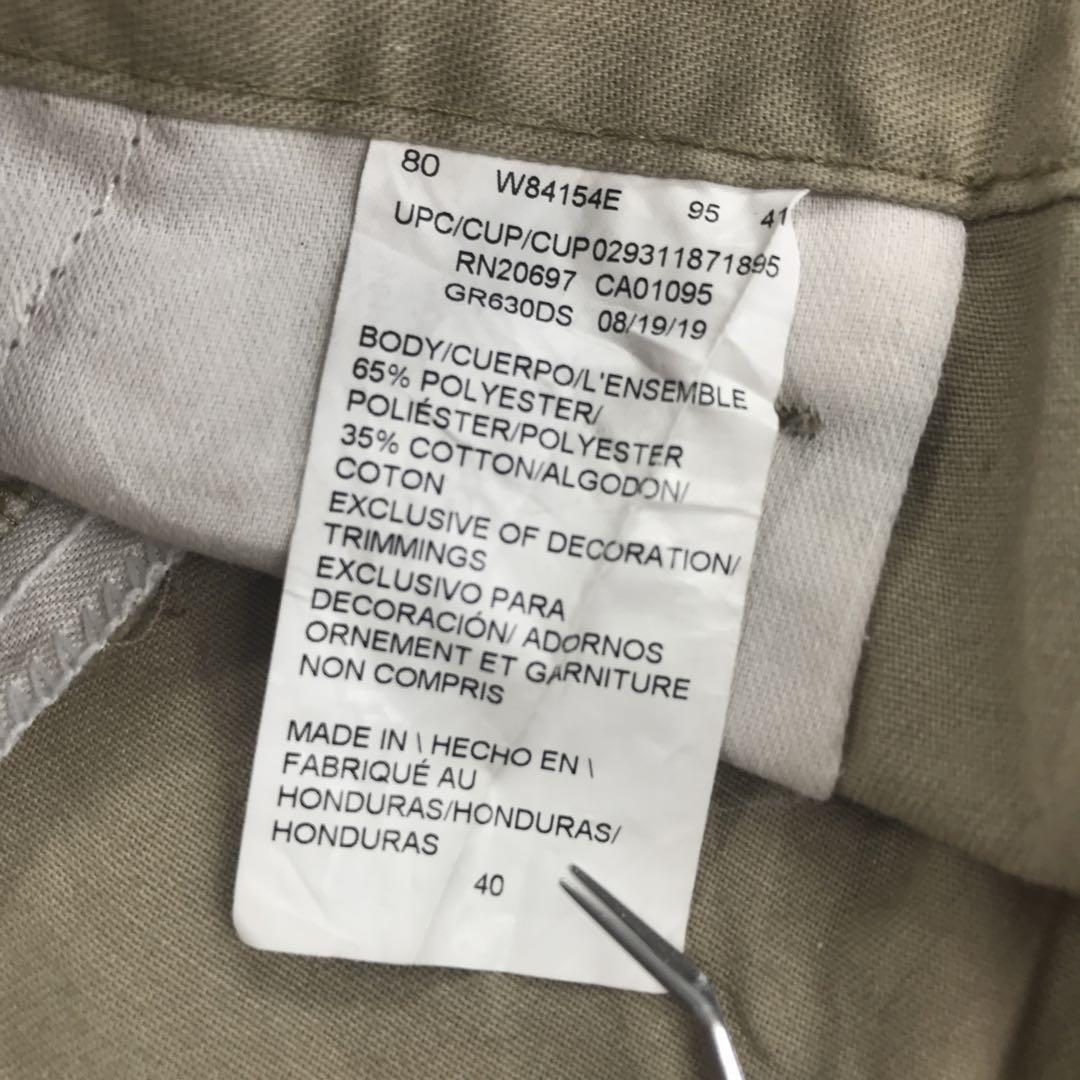 80 W84154E 95 41
UPC/CUP/CUP029311871895
RN20697 CA01095
GR630DS 08/19/19
BODY/CUERPO/L'ENSEMBLE
65% POLYESTER/
POLIÉSTER/POLYESTER
35% COTTON/ALGODON/
COTON
EXCLUSIVE OF DECORATION/
TRIMMINGS
EXCLUSIVO PARA
DECORACIÓN/ ADORNOS
ORNEMENT ET GARNITURE
NON COMPRIS
MADE IN \ HECHO EN \
FABRIQUÉ AU
HONDURAS/HONDURAS/
HONDURAS
40